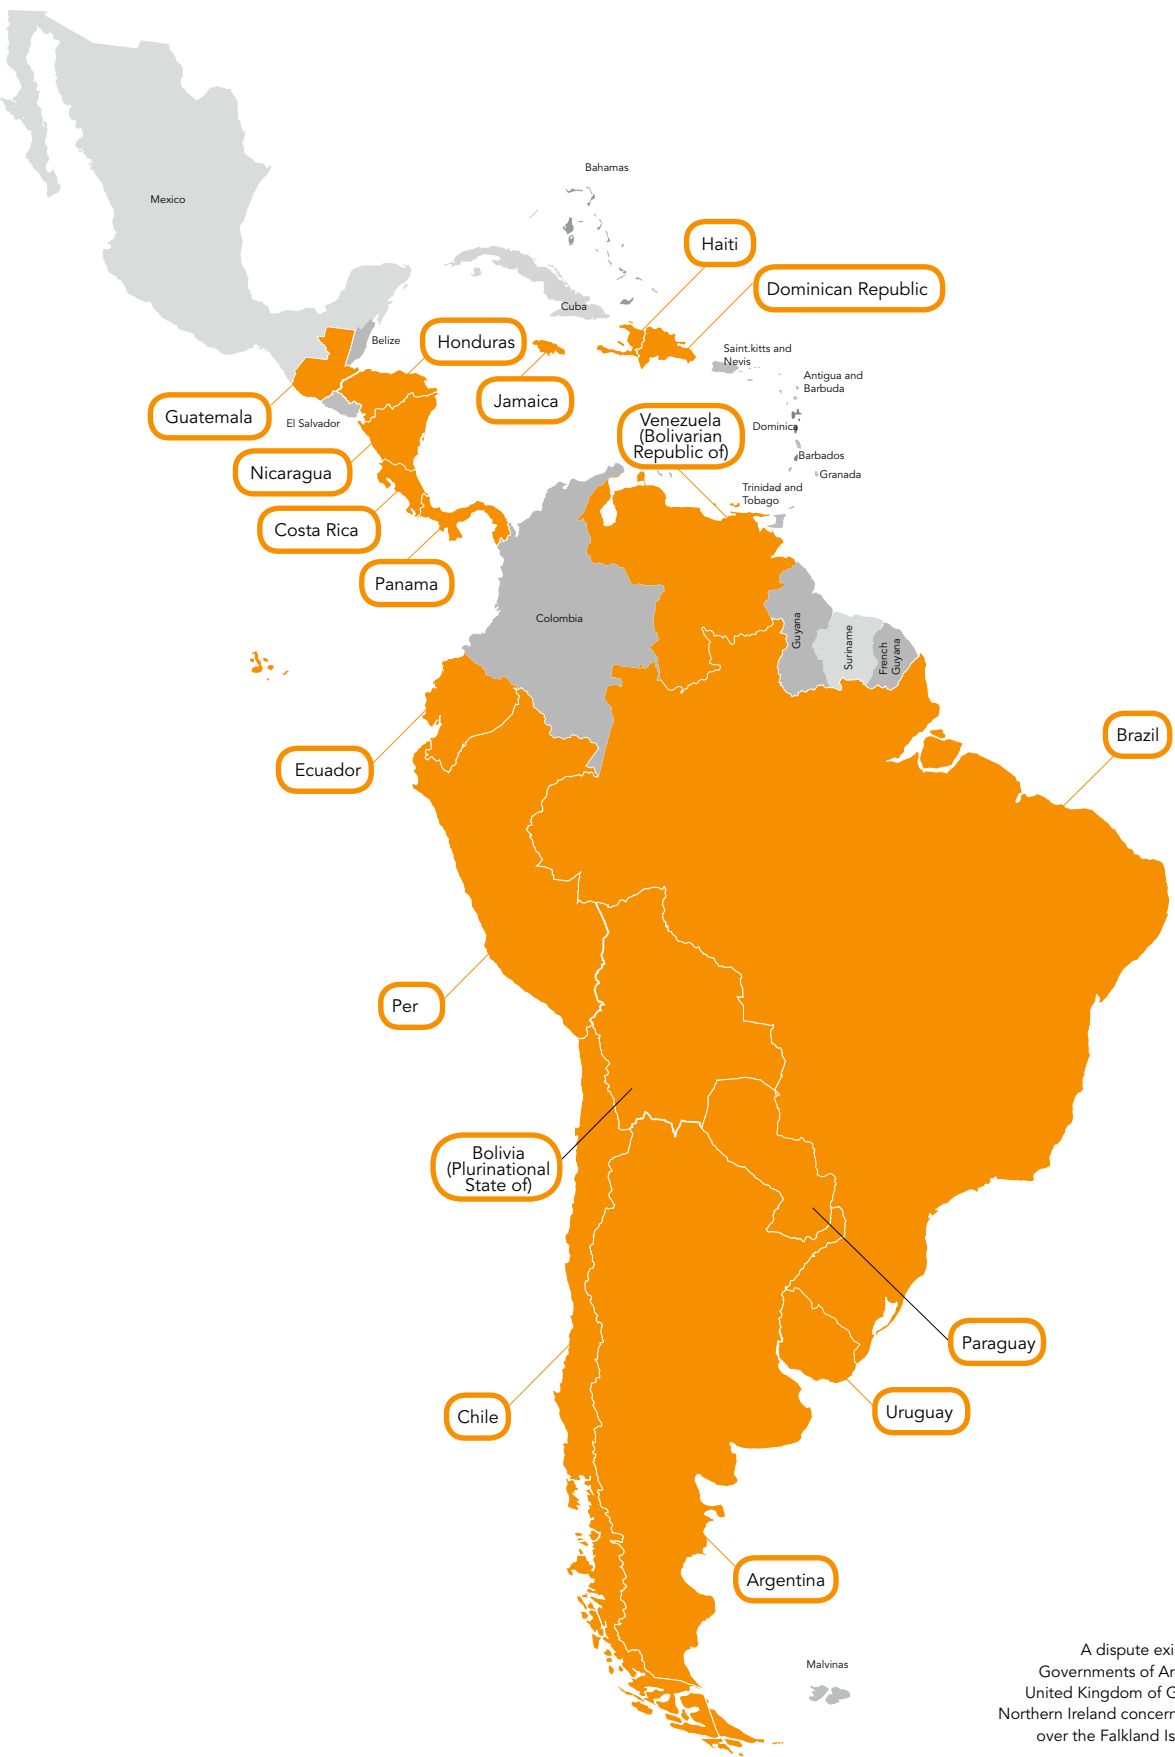 Bahamas
Mexico
Haiti
Dominican Republic
Cuba
Belize
Honduras
Saint.kitts and
Nevis
Antigua and
Barbuda
Jamaica
Guatemala
El Salvador
Venezuela
(Bolivarian
Republic of)
Dominica
Barbados
Granada
Nicaragua
Trinidad and
Tobago
Costa Rica
Panama
Colombia
Guyana
Suriname
French
Guyana
Brazil
Ecuador
Per
Bolivia
(Plurinational
State of)
Paraguay
Chile
Uruguay
Argentina
Malvinas
A dispute exi
Governments of Ar
United Kingdom of G
Northern Ireland concern
over the Falkland Is